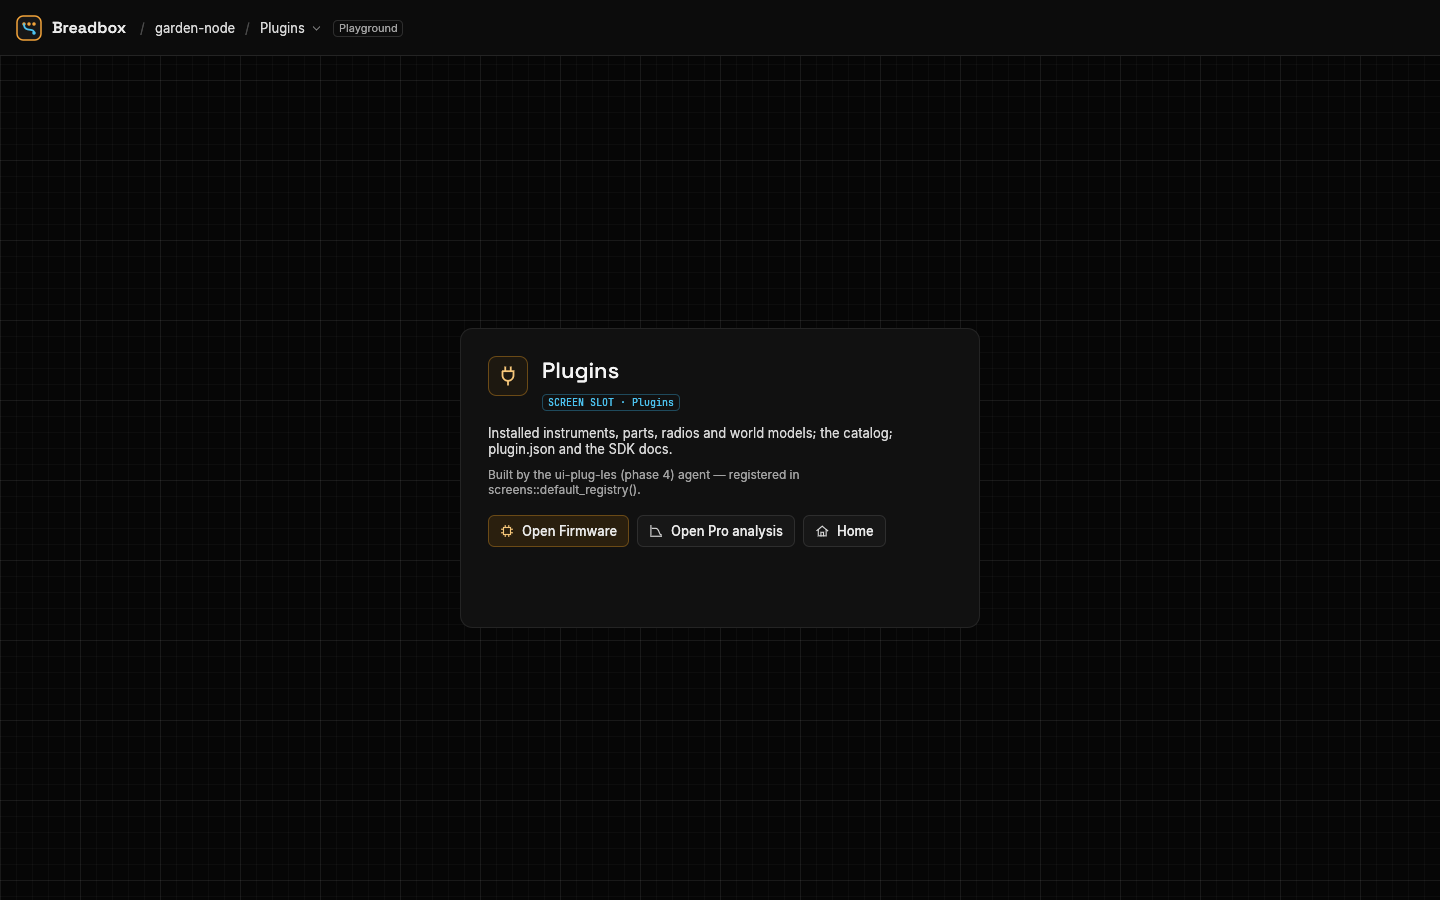 Breadbox / garden-node / Plugins Playground
Plugins
SCREEN SLOT · Plugins
Installed instruments, parts, radios and world models; the catalog;
plugin.json and the SDK docs.
Built by the ui-plug-les (phase 4) agent — registered in
screens::default_registry().
Open Firmware Open Pro analysis Home